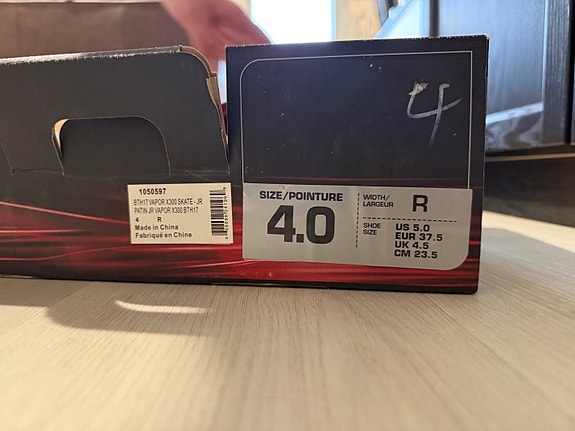 4
1050597
BTH17 VAPOR X300 SKATE - JR
PATIN JR VAPOR X300 BTH17
4 R
Made in China
Fabriqué en Chine
SIZE/POINTURE
4.0
WIDTH/
LARGEUR
R
SHOE
SIZE
US 5.0
EUR 37.5
UK 4.5
CM 23.5